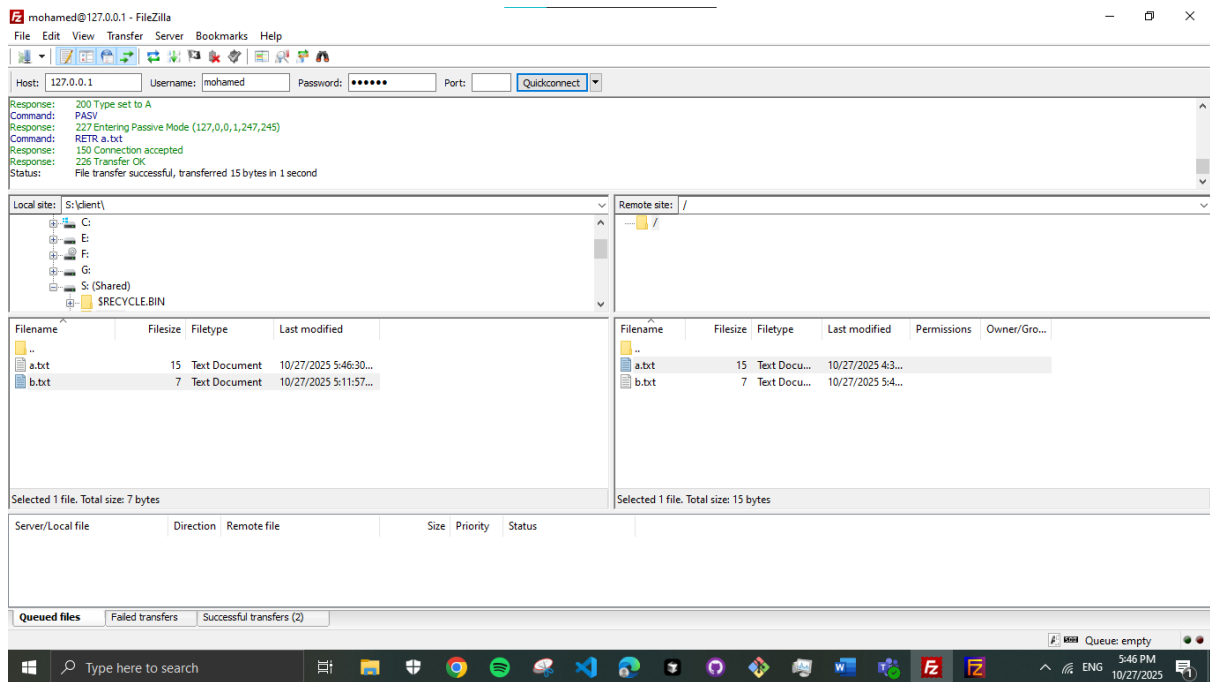 mohamed@127.0.0.1 - FileZilla
File Edit View Transfer Server Bookmarks Help
Host: 127.0.0.1 Username: mohamed Password: ●●●●●● Port: Quickconnect
Response: 200 Type set to A
Command: PASV
Response: 227 Entering Passive Mode (127,0,0,1,247,245)
Command: RETR a.txt
Response: 150 Connection accepted
Response: 226 Transfer OK
Status: File transfer successful, transferred 15 bytes in 1 second
Local site: S:\client\
C:
E:
F:
G:
S: (Shared)
$RECYCLE.BIN
Remote site: /
/
Filename Filesize Filetype Last modified
..
a.txt 15 Text Document 10/27/2025 5:46:30...
b.txt 7 Text Document 10/27/2025 5:11:57...
Selected 1 file. Total size: 7 bytes
Filename Filesize Filetype Last modified Permissions Owner/Gro...
..
a.txt 15 Text Docu... 10/27/2025 4:3...
b.txt 7 Text Docu... 10/27/2025 5:4...
Selected 1 file. Total size: 15 bytes
Server/Local file Direction Remote file Size Priority Status
Queued files Failed transfers Successful transfers (2)
Queue: empty
Type here to search
ENG
5:46 PM
10/27/2025
1